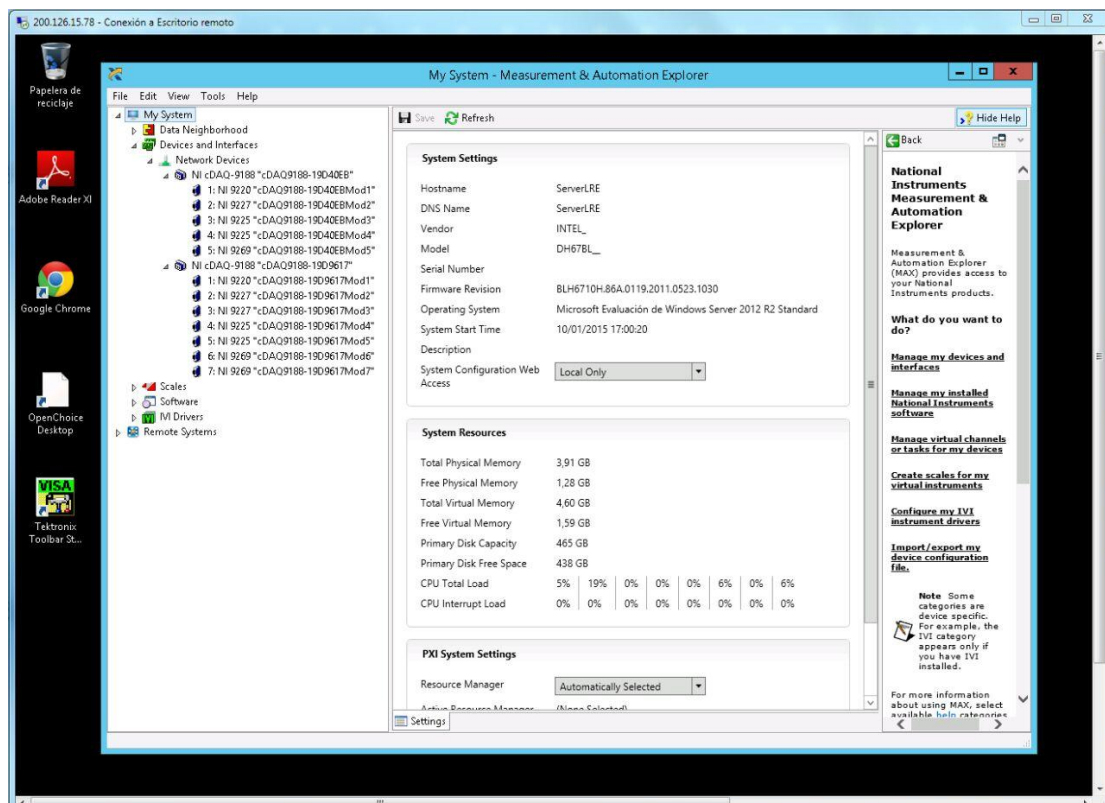 200.126.15.78 - Conexión a Escritorio remoto
Papelera de
reciclaje
Adobe Reader XI
Google Chrome
OpenChoice
Desktop
VISA
Tektronix
Toolbar St...
My System - Measurement & Automation Explorer
File Edit View Tools Help
My System
Data Neighborhood
Devices and Interfaces
Network Devices
NI cDAQ-9188 "cDAQ9188-19D40EB"
1: NI 9220 "cDAQ9188-19D40EBMod1"
2: NI 9227 "cDAQ9188-19D40EBMod2"
3: NI 9225 "cDAQ9188-19D40EBMod3"
4: NI 9225 "cDAQ9188-19D40EBMod4"
5: NI 9269 "cDAQ9188-19D40EBMod5"
NI cDAQ-9188 "cDAQ9188-19D9617"
1: NI 9220 "cDAQ9188-19D9617Mod1"
2: NI 9227 "cDAQ9188-19D9617Mod2"
3: NI 9227 "cDAQ9188-19D9617Mod3"
4: NI 9225 "cDAQ9188-19D9617Mod4"
5: NI 9225 "cDAQ9188-19D9617Mod5"
6: NI 9269 "cDAQ9188-19D9617Mod6"
7: NI 9269 "cDAQ9188-19D9617Mod7"
Scales
Software
IVI Drivers
Remote Systems
Save Refresh
Hide Help
System Settings
Hostname ServerLRE
DNS Name ServerLRE
Vendor INTEL_
Model DH67BL__
Serial Number
Firmware Revision BLH6710H.86A.0119.2011.0523.1030
Operating System Microsoft Evaluación de Windows Server 2012 R2 Standard
System Start Time 10/01/2015 17:00:20
Description
System Configuration Web
Access Local Only
System Resources
Total Physical Memory 3,91 GB
Free Physical Memory 1,28 GB
Total Virtual Memory 4,60 GB
Free Virtual Memory 1,59 GB
Primary Disk Capacity 465 GB
Primary Disk Free Space 438 GB
CPU Total Load 5% 19% 0% 0% 0% 6% 0% 6%
CPU Interrupt Load 0% 0% 0% 0% 0% 0% 0% 0%
PXI System Settings
Resource Manager Automatically Selected
Active Resource Manager (None Selected)
Settings
Back
National
Instruments
Measurement &
Automation
Explorer
Measurement &
Automation Explorer
(MAX) provides access to
your National
Instruments products.
What do you want to
do?
Manage my devices and
interfaces
Manage my installed
National Instruments
software
Manage virtual channels
or tasks for my devices
Create scales for my
virtual instruments
Configure my IVI
instrument drivers
Import/export my
device configuration
file.
Note Some
categories are
device specific.
For example, the
IVI category
appears only if
you have IVI
installed.
For more information
about using MAX, select
available help categories